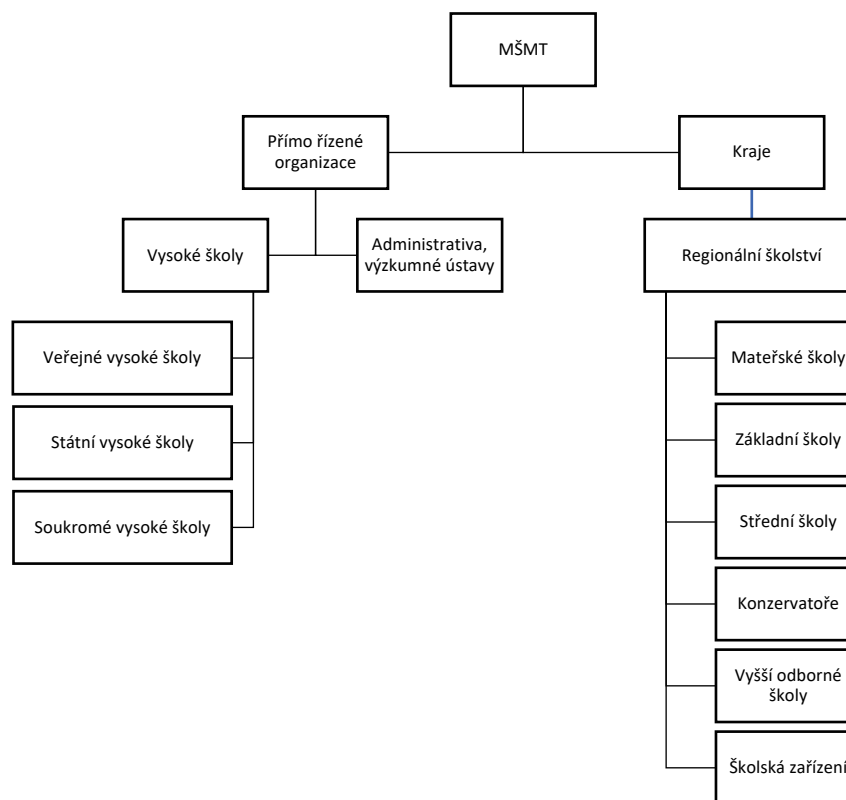 MŠMT
Přímo řízené
organizace
Kraje
Vysoké školy
Administrativa,
výzkumné ústavy
Regionální školství
Veřejné vysoké školy
Státní vysoké školy
Soukromé vysoké školy
Mateřské školy
Základní školy
Střední školy
Konzervatoře
Vyšší odborné
školy
Školská zařízení